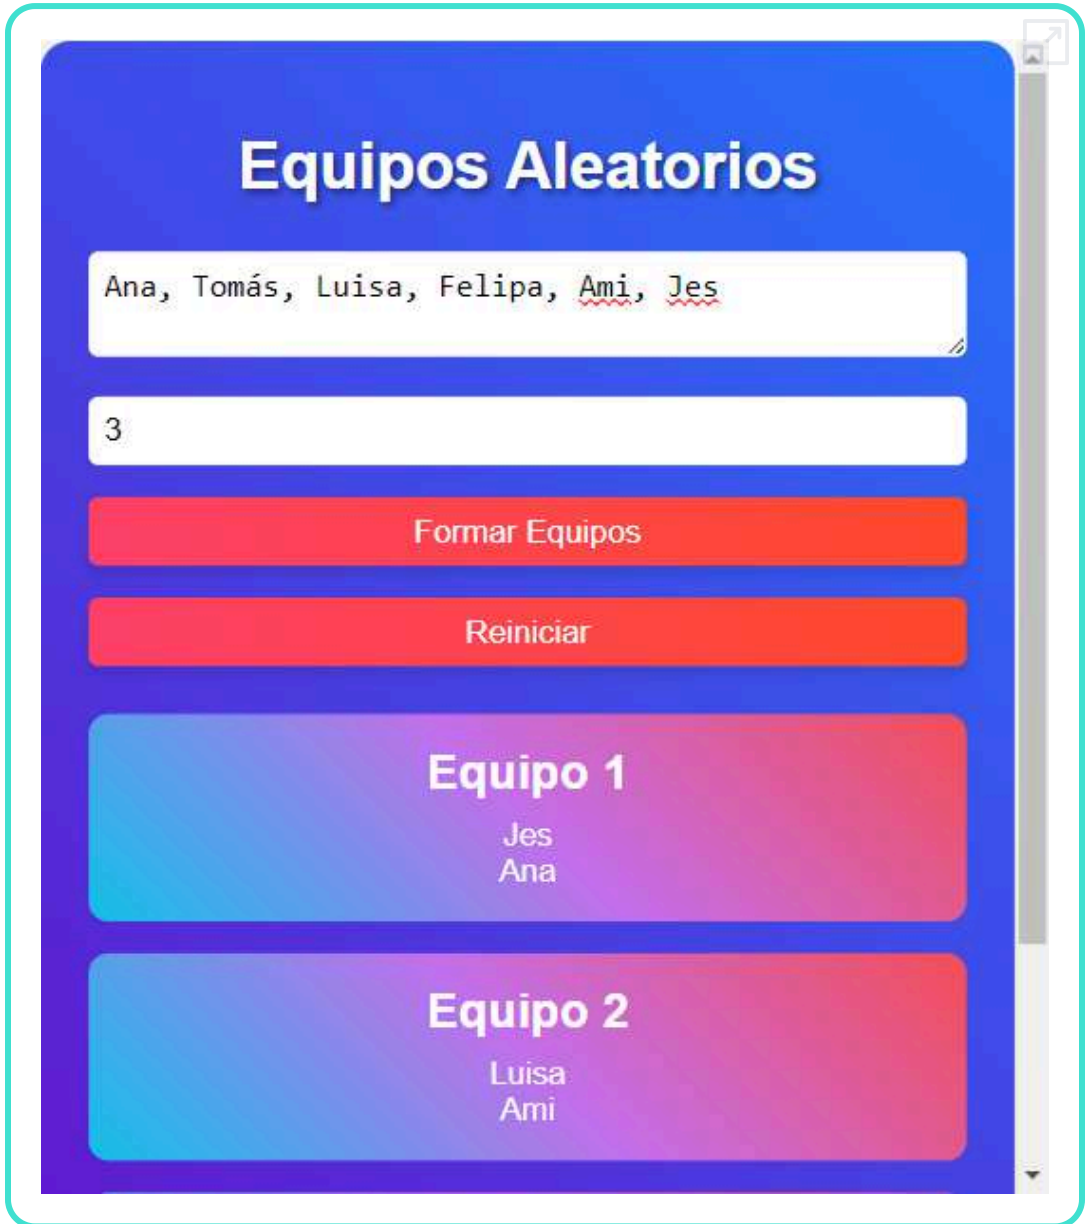 Equipos Aleatorios
Ana, Tomás, Luisa, Felipa, Ami, Jes
3
Formar Equipos
Reiniciar
Equipo 1
Jes
Ana
Equipo 2
Luisa
Ami